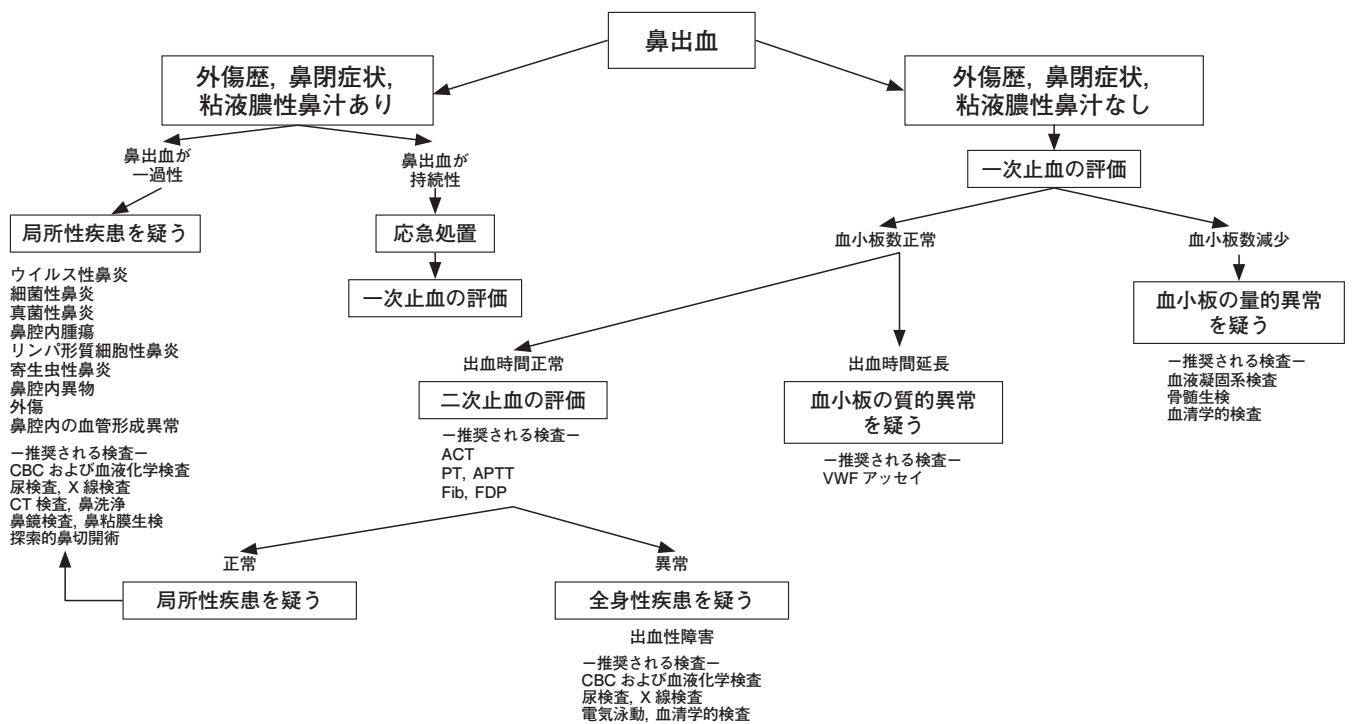 鼻出血
外傷歴, 鼻閉症状,
粘液膿性鼻汁あり
外傷歴, 鼻閉症状,
粘液膿性鼻汁なし
鼻出血が
一過性
鼻出血が
持続性
一次止血の評価
局所性疾患を疑う
応急処置
血小板数正常
血小板数減少
ウイルス性鼻炎
細菌性鼻炎
真菌性鼻炎
鼻腔内腫瘍
リンパ形質細胞性鼻炎
寄生虫性鼻炎
鼻腔内異物
外傷
鼻腔内の血管形成異常
ー推奨される検査ー
CBC および血液化学検査
尿検査, X 線検査
CT 検査, 鼻洗浄
鼻鏡検査, 鼻粘膜生検
探索的鼻切開術
一次止血の評価
血小板の量的異常
を疑う
ー推奨される検査ー
血液凝固系検査
骨髄生検
血清学的検査
出血時間正常
出血時間延長
二次止血の評価
ー推奨される検査ー
ACT
PT, APTT
Fib, FDP
血小板の質的異常
を疑う
ー推奨される検査ー
VWF アッセイ
正常
異常
局所性疾患を疑う
全身性疾患を疑う
出血性障害
ー推奨される検査ー
CBC および血液化学検査
尿検査, X 線検査
電気泳動, 血清学的検査